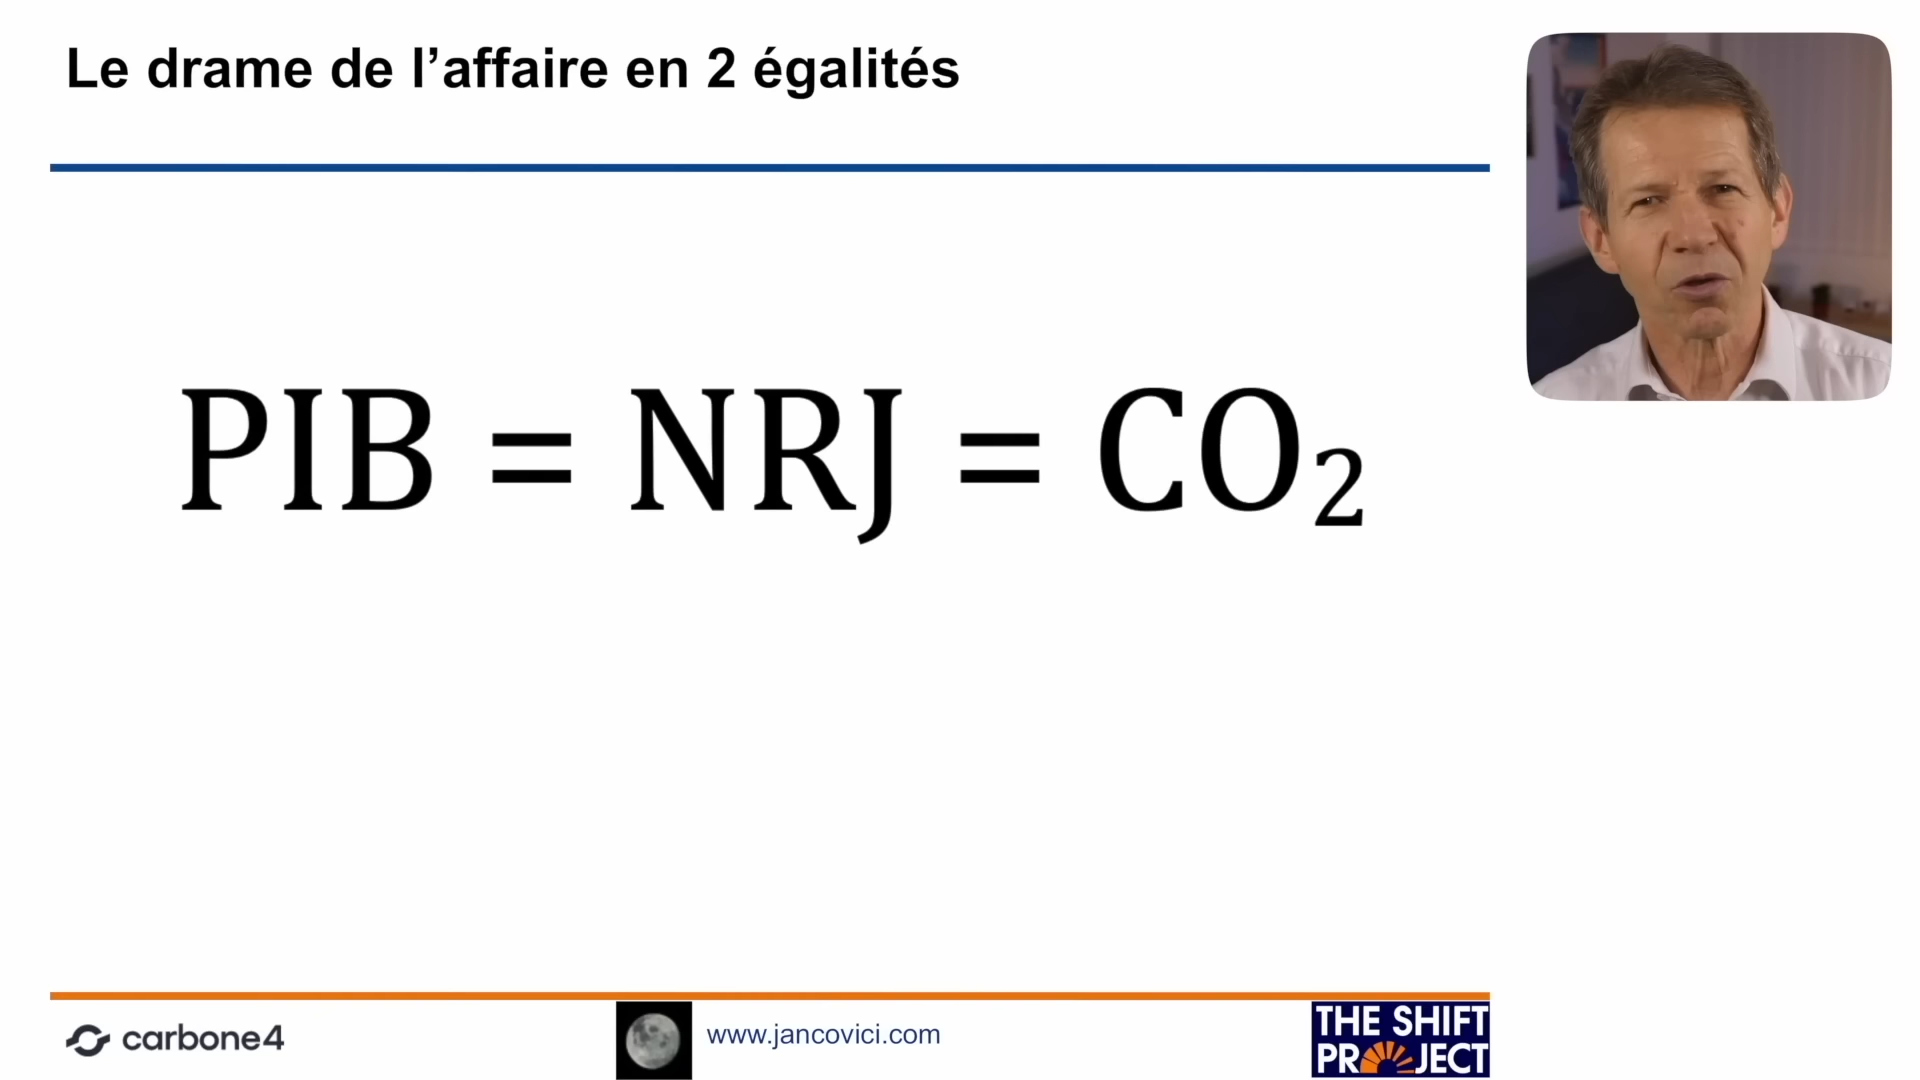 Le drame de l’affaire en 2 égalités
PIB = NRJ = CO₂
carbone4
www.jancovici.com
THE SHIFT
PROJECT